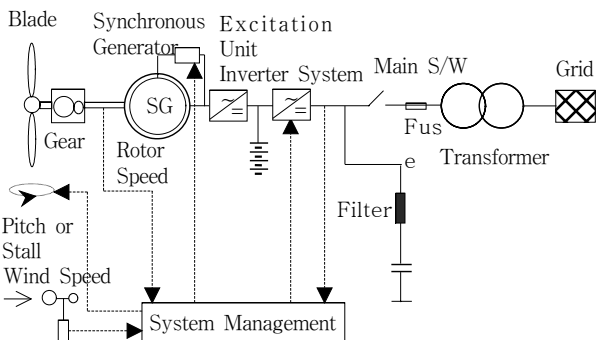 Blade
Synchronous
Generator
Excitation
Unit
Inverter System
Main S/W
Grid
SG
Gear
Rotor
Speed
Fus
e
Transformer
Filter
Pitch or
Stall
Wind Speed
System Management